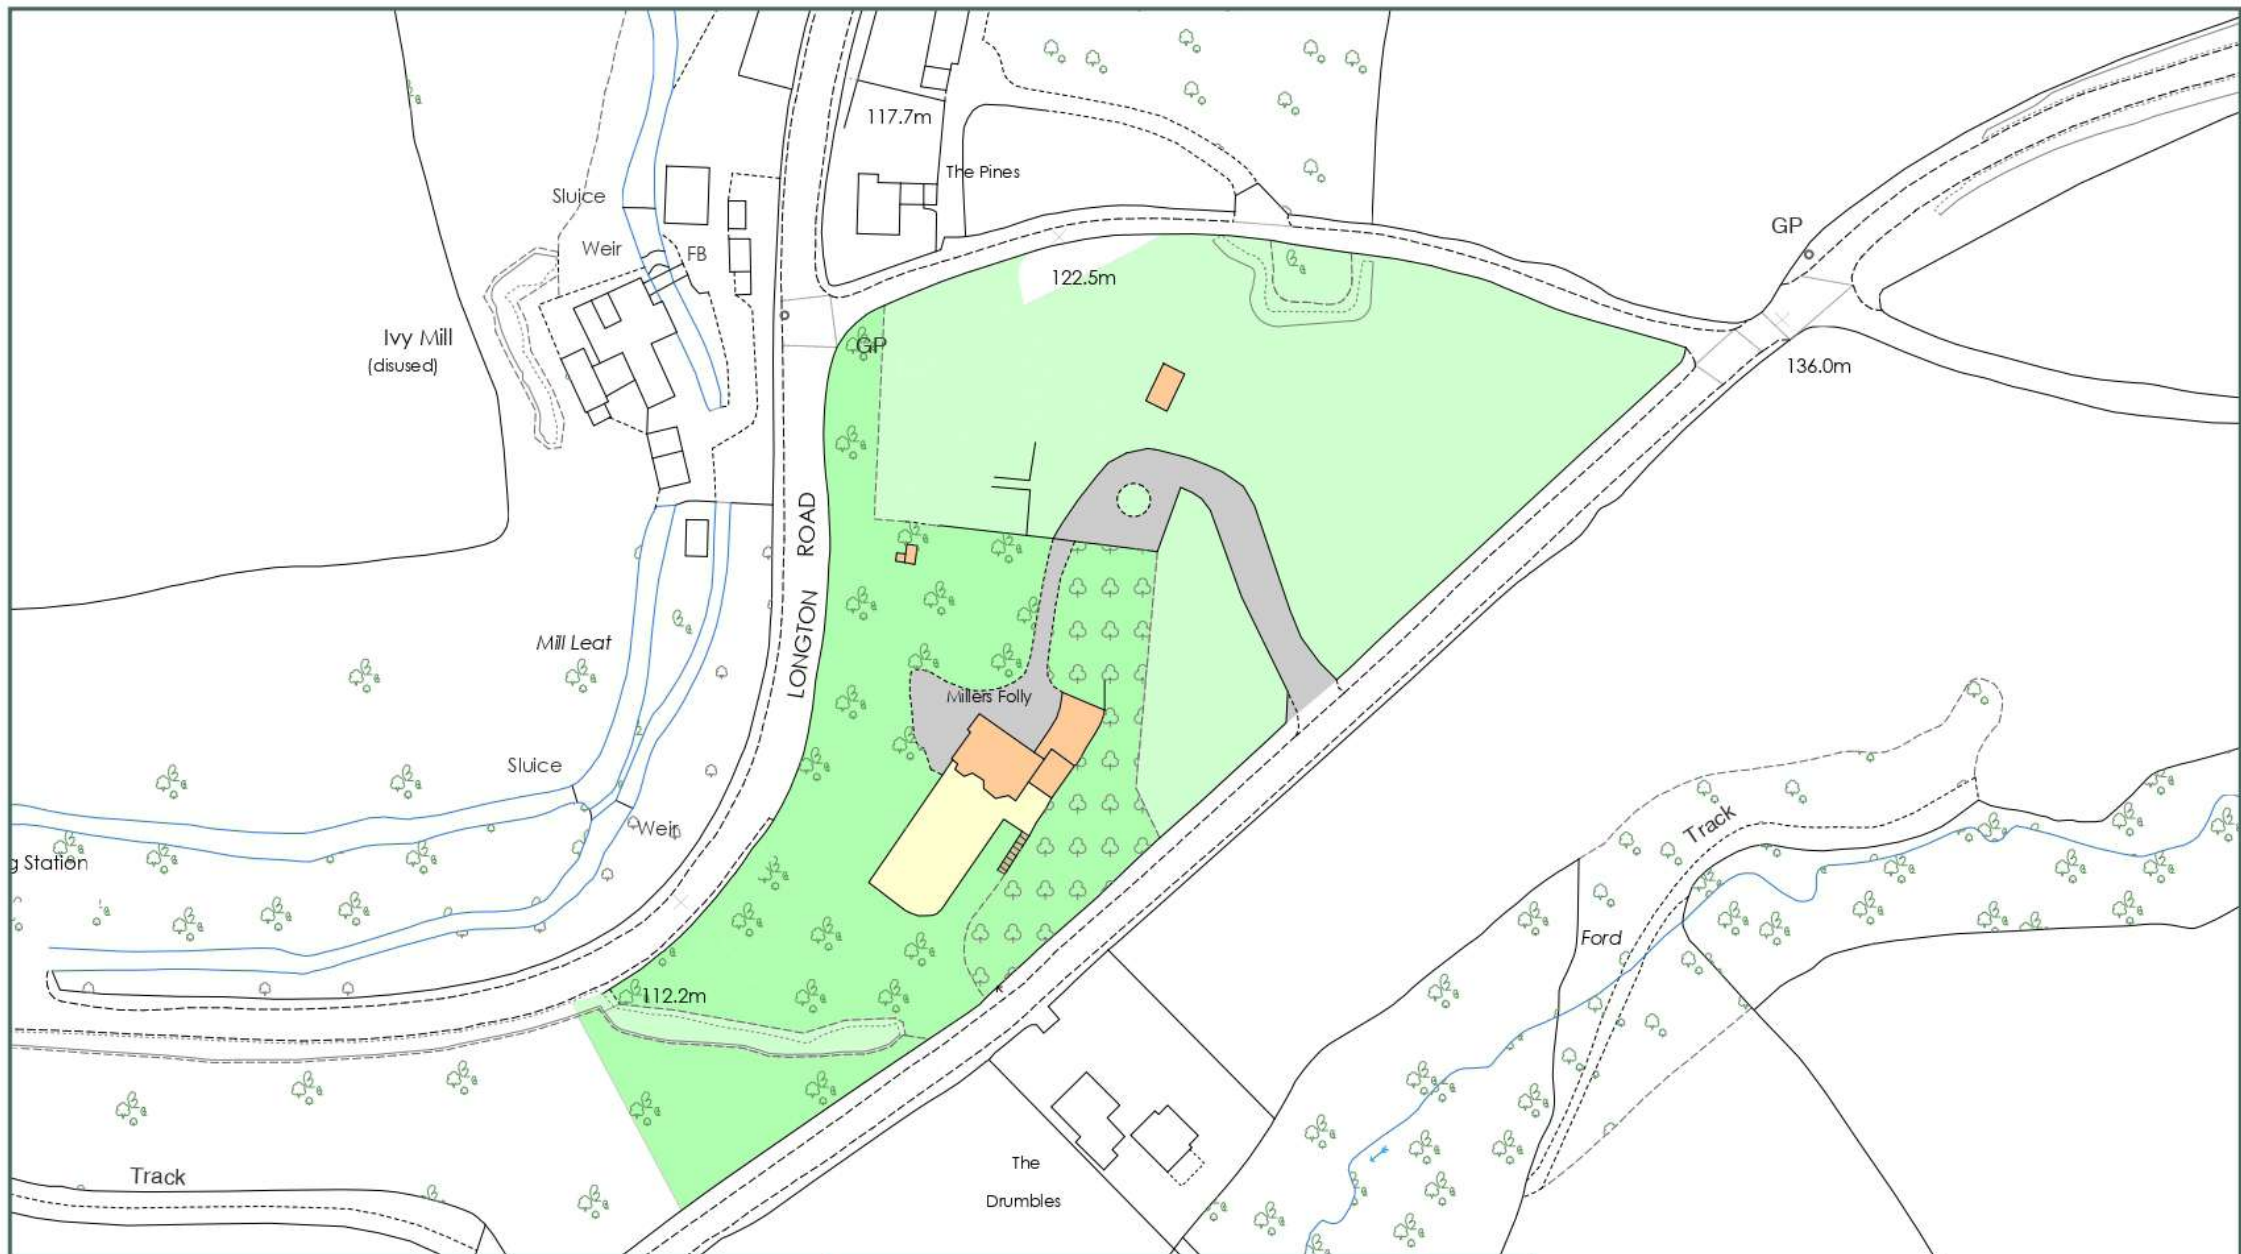 117.7m
The Pines
Sluice
Weir
FB
GP
122.5m
Ivy Mill
(disused)
GP
136.0m
LONGTON ROAD
Mill Leat
Millers Folly
Sluice
Weir
Track
g Station
Ford
112.2m
The
Drumbles
Track